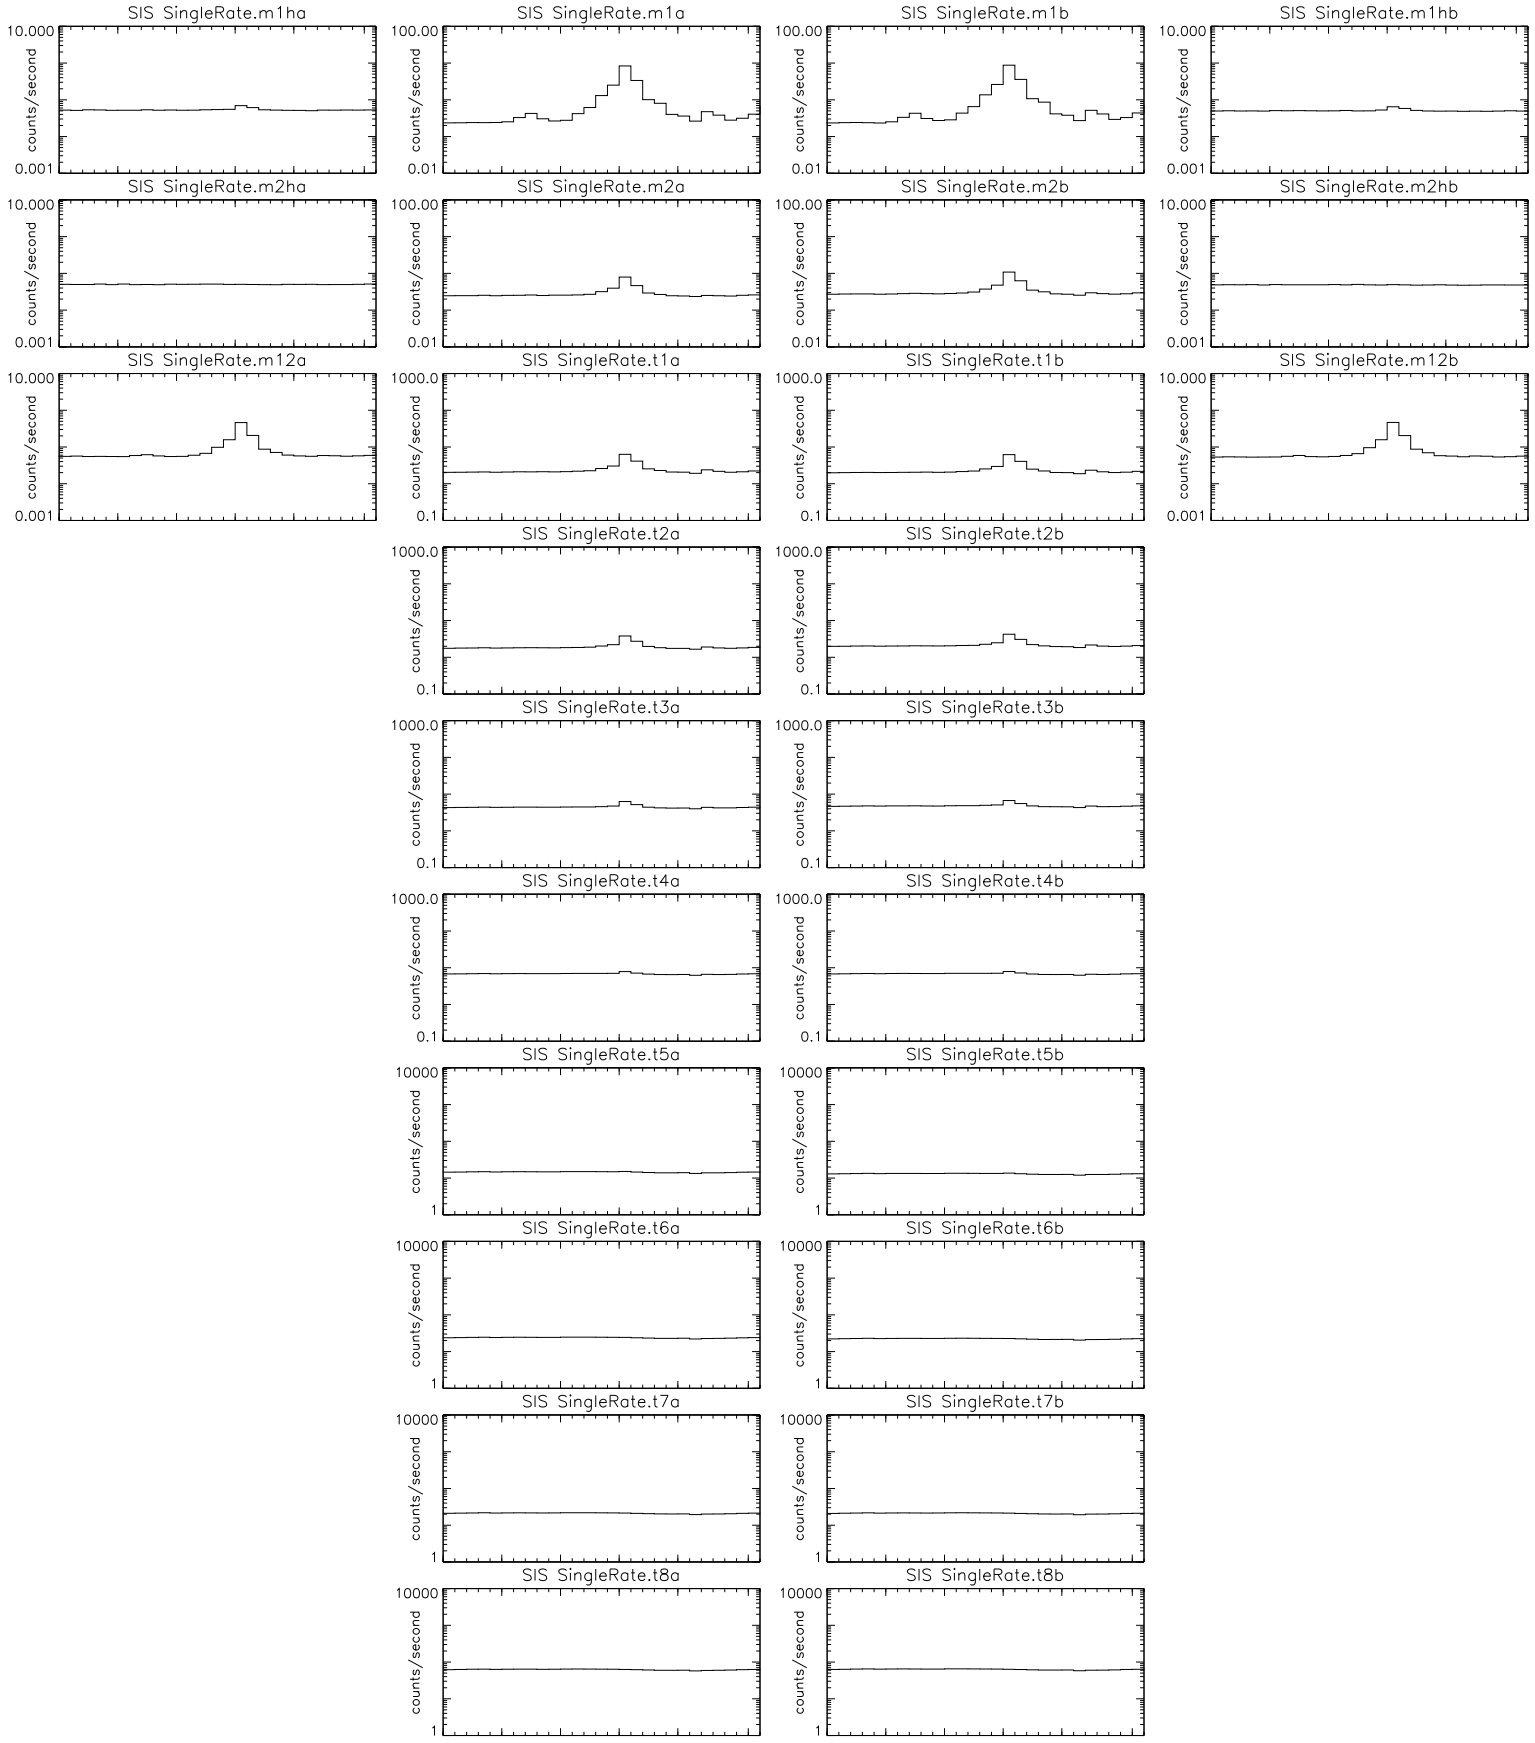 SIS SingleRate.m1ha
10.000
counts/second
0.001
SIS SingleRate.m1a
100.00
counts/second
0.01
SIS SingleRate.m1b
100.00
counts/second
0.01
SIS SingleRate.m1hb
10.000
counts/second
0.001
SIS SingleRate.m2ha
10.000
counts/second
0.001
SIS SingleRate.m2a
100.00
counts/second
0.01
SIS SingleRate.m2b
100.00
counts/second
0.01
SIS SingleRate.m2hb
10.000
counts/second
0.001
SIS SingleRate.m12a
10.000
counts/second
0.001
SIS SingleRate.t1a
1000.0
counts/second
0.1
SIS SingleRate.t1b
1000.0
counts/second
0.1
SIS SingleRate.m12b
10.000
counts/second
0.001
SIS SingleRate.t2a
1000.0
counts/second
0.1
SIS SingleRate.t2b
1000.0
counts/second
0.1
SIS SingleRate.t3a
1000.0
counts/second
0.1
SIS SingleRate.t3b
1000.0
counts/second
0.1
SIS SingleRate.t4a
1000.0
counts/second
0.1
SIS SingleRate.t4b
1000.0
counts/second
0.1
SIS SingleRate.t5a
10000
counts/second
1
SIS SingleRate.t5b
10000
counts/second
1
SIS SingleRate.t6a
10000
counts/second
1
SIS SingleRate.t6b
10000
counts/second
1
SIS SingleRate.t7a
10000
counts/second
1
SIS SingleRate.t7b
10000
counts/second
1
SIS SingleRate.t8a
10000
counts/second
1
SIS SingleRate.t8b
10000
counts/second
1